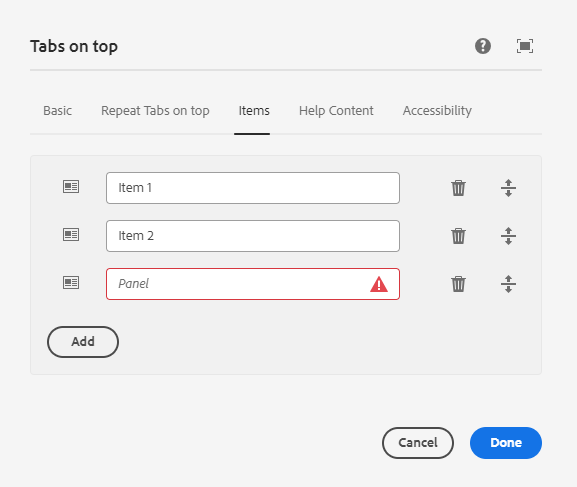 Tabs on top
Basic Repeat Tabs on top Items Help Content Accessibility
Item 1
Item 2
Panel
Add
Cancel Done